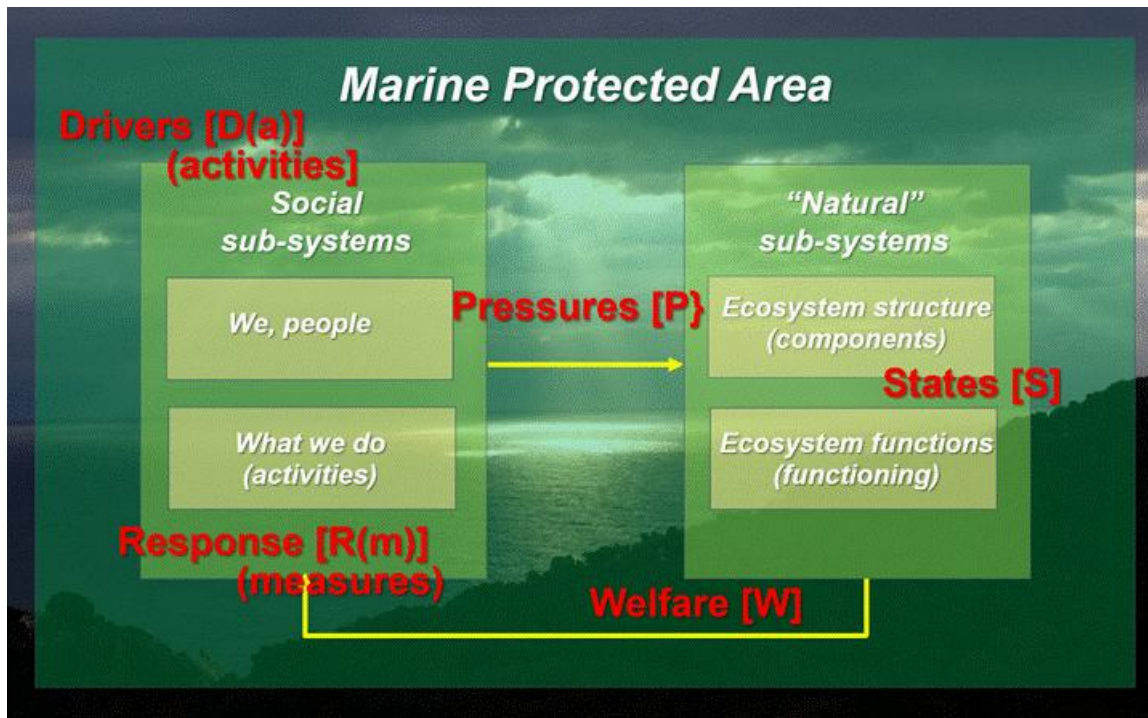 Marine Protected Area
Drivers [D(a)]
(activities]
Social
sub-systems
We, people
What we do
(activities)
Response [R(m)]
(measures)
Pressures [P}
“Natural”
sub-systems
Ecosystem structure
(components)
States [S]
Ecosystem functions
(functioning)
Welfare [W]